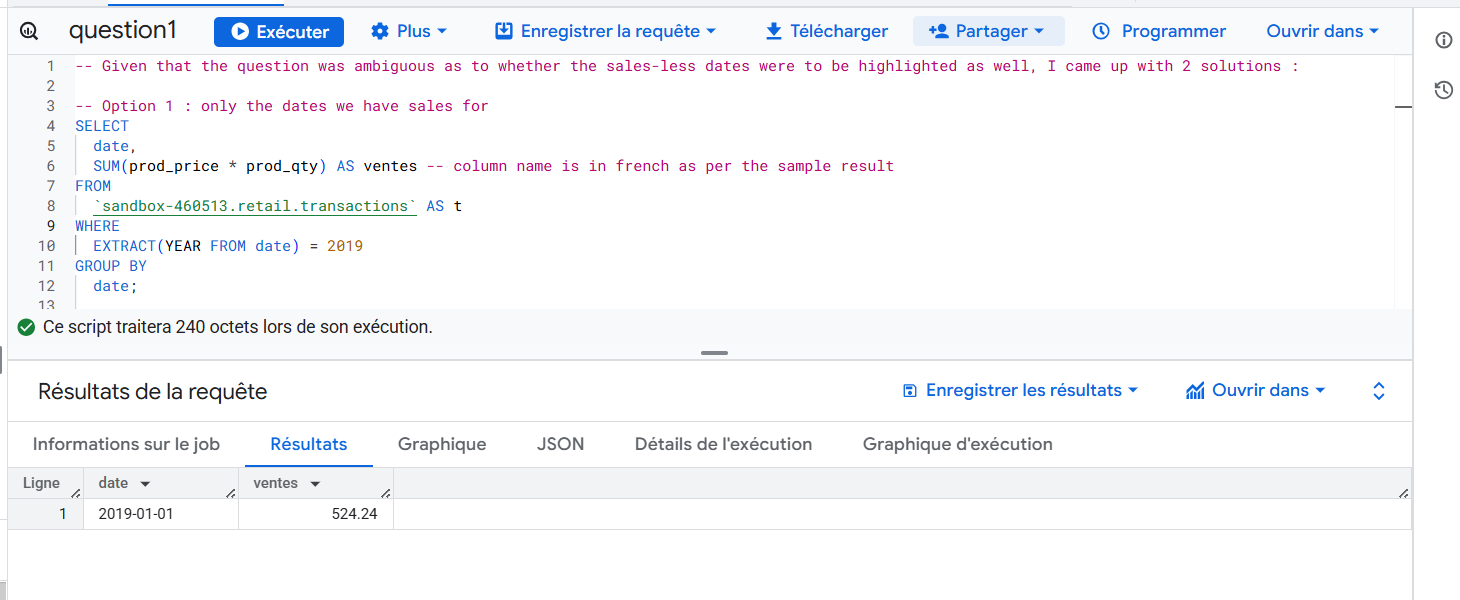 question1 Exécuter Plus Enregistrer la requête Télécharger Partager Programmer Ouvrir dans
1 -- Given that the question was ambiguous as to whether the sales-less dates were to be highlighted as well, I came up with 2 solutions :
2
3 -- Option 1 : only the dates we have sales for
4 SELECT
5 date,
6 SUM(prod_price * prod_qty) AS ventes -- column name is in french as per the sample result
7 FROM
8 `sandbox-460513.retail.transactions` AS t
9 WHERE
10 EXTRACT(YEAR FROM date) = 2019
11 GROUP BY
12 date;
13
Ce script traitera 240 octets lors de son exécution.
Résultats de la requête Enregistrer les résultats Ouvrir dans
Informations sur le job Résultats Graphique JSON Détails de l'exécution Graphique d'exécution
Ligne date ventes
1 2019-01-01 524.24